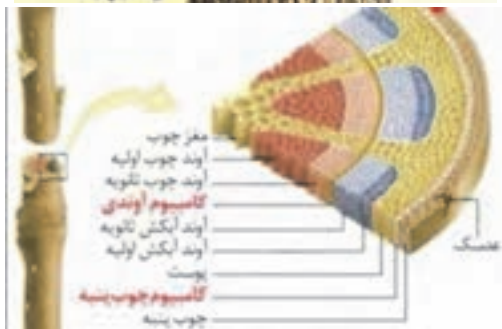 مغز چوب
آوند چوب اولیه
آوند چوب ثانویه
کامبیوم آوندی
آوند آبکش ثانویه
آوند آبکش اولیه
پوست
کامبیوم چوب‌پنبه
چوب پنبه
عدسک